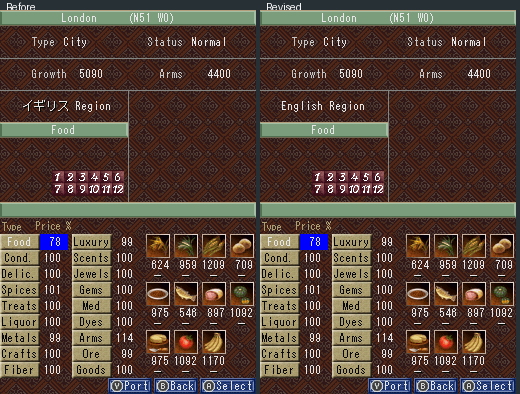 Before
London (N51 W0)
Type City Status Normal
Growth 5090 Arms 4400
イギリス Region
Food
1 2 3 4 5 6
7 8 9 10 11 12
Type Price %
Food 78 Luxury 99
Cond. 100 Scents 100
Delic. 100 Jewels 100
Spices 101 Gems 100
Treats 100 Med 100
Liquor 100 Dyes 100
Metals 99 Arms 114
Crafts 100 Ore 99
Fiber 100 Goods 100
624 959 1209 709
975 546 897 1092
975 1092 1170
Y Port B Back A Select
Revised
London (N51 W0)
Type City Status Normal
Growth 5090 Arms 4400
English Region
Food
1 2 3 4 5 6
7 8 9 10 11 12
Type Price %
Food 78 Luxury 99
Cond. 100 Scents 100
Delic. 100 Jewels 100
Spices 101 Gems 100
Treats 100 Med 100
Liquor 100 Dyes 100
Metals 99 Arms 114
Crafts 100 Ore 99
Fiber 100 Goods 100
624 959 1209 709
975 546 897 1092
975 1092 1170
Y Port B Back A Select